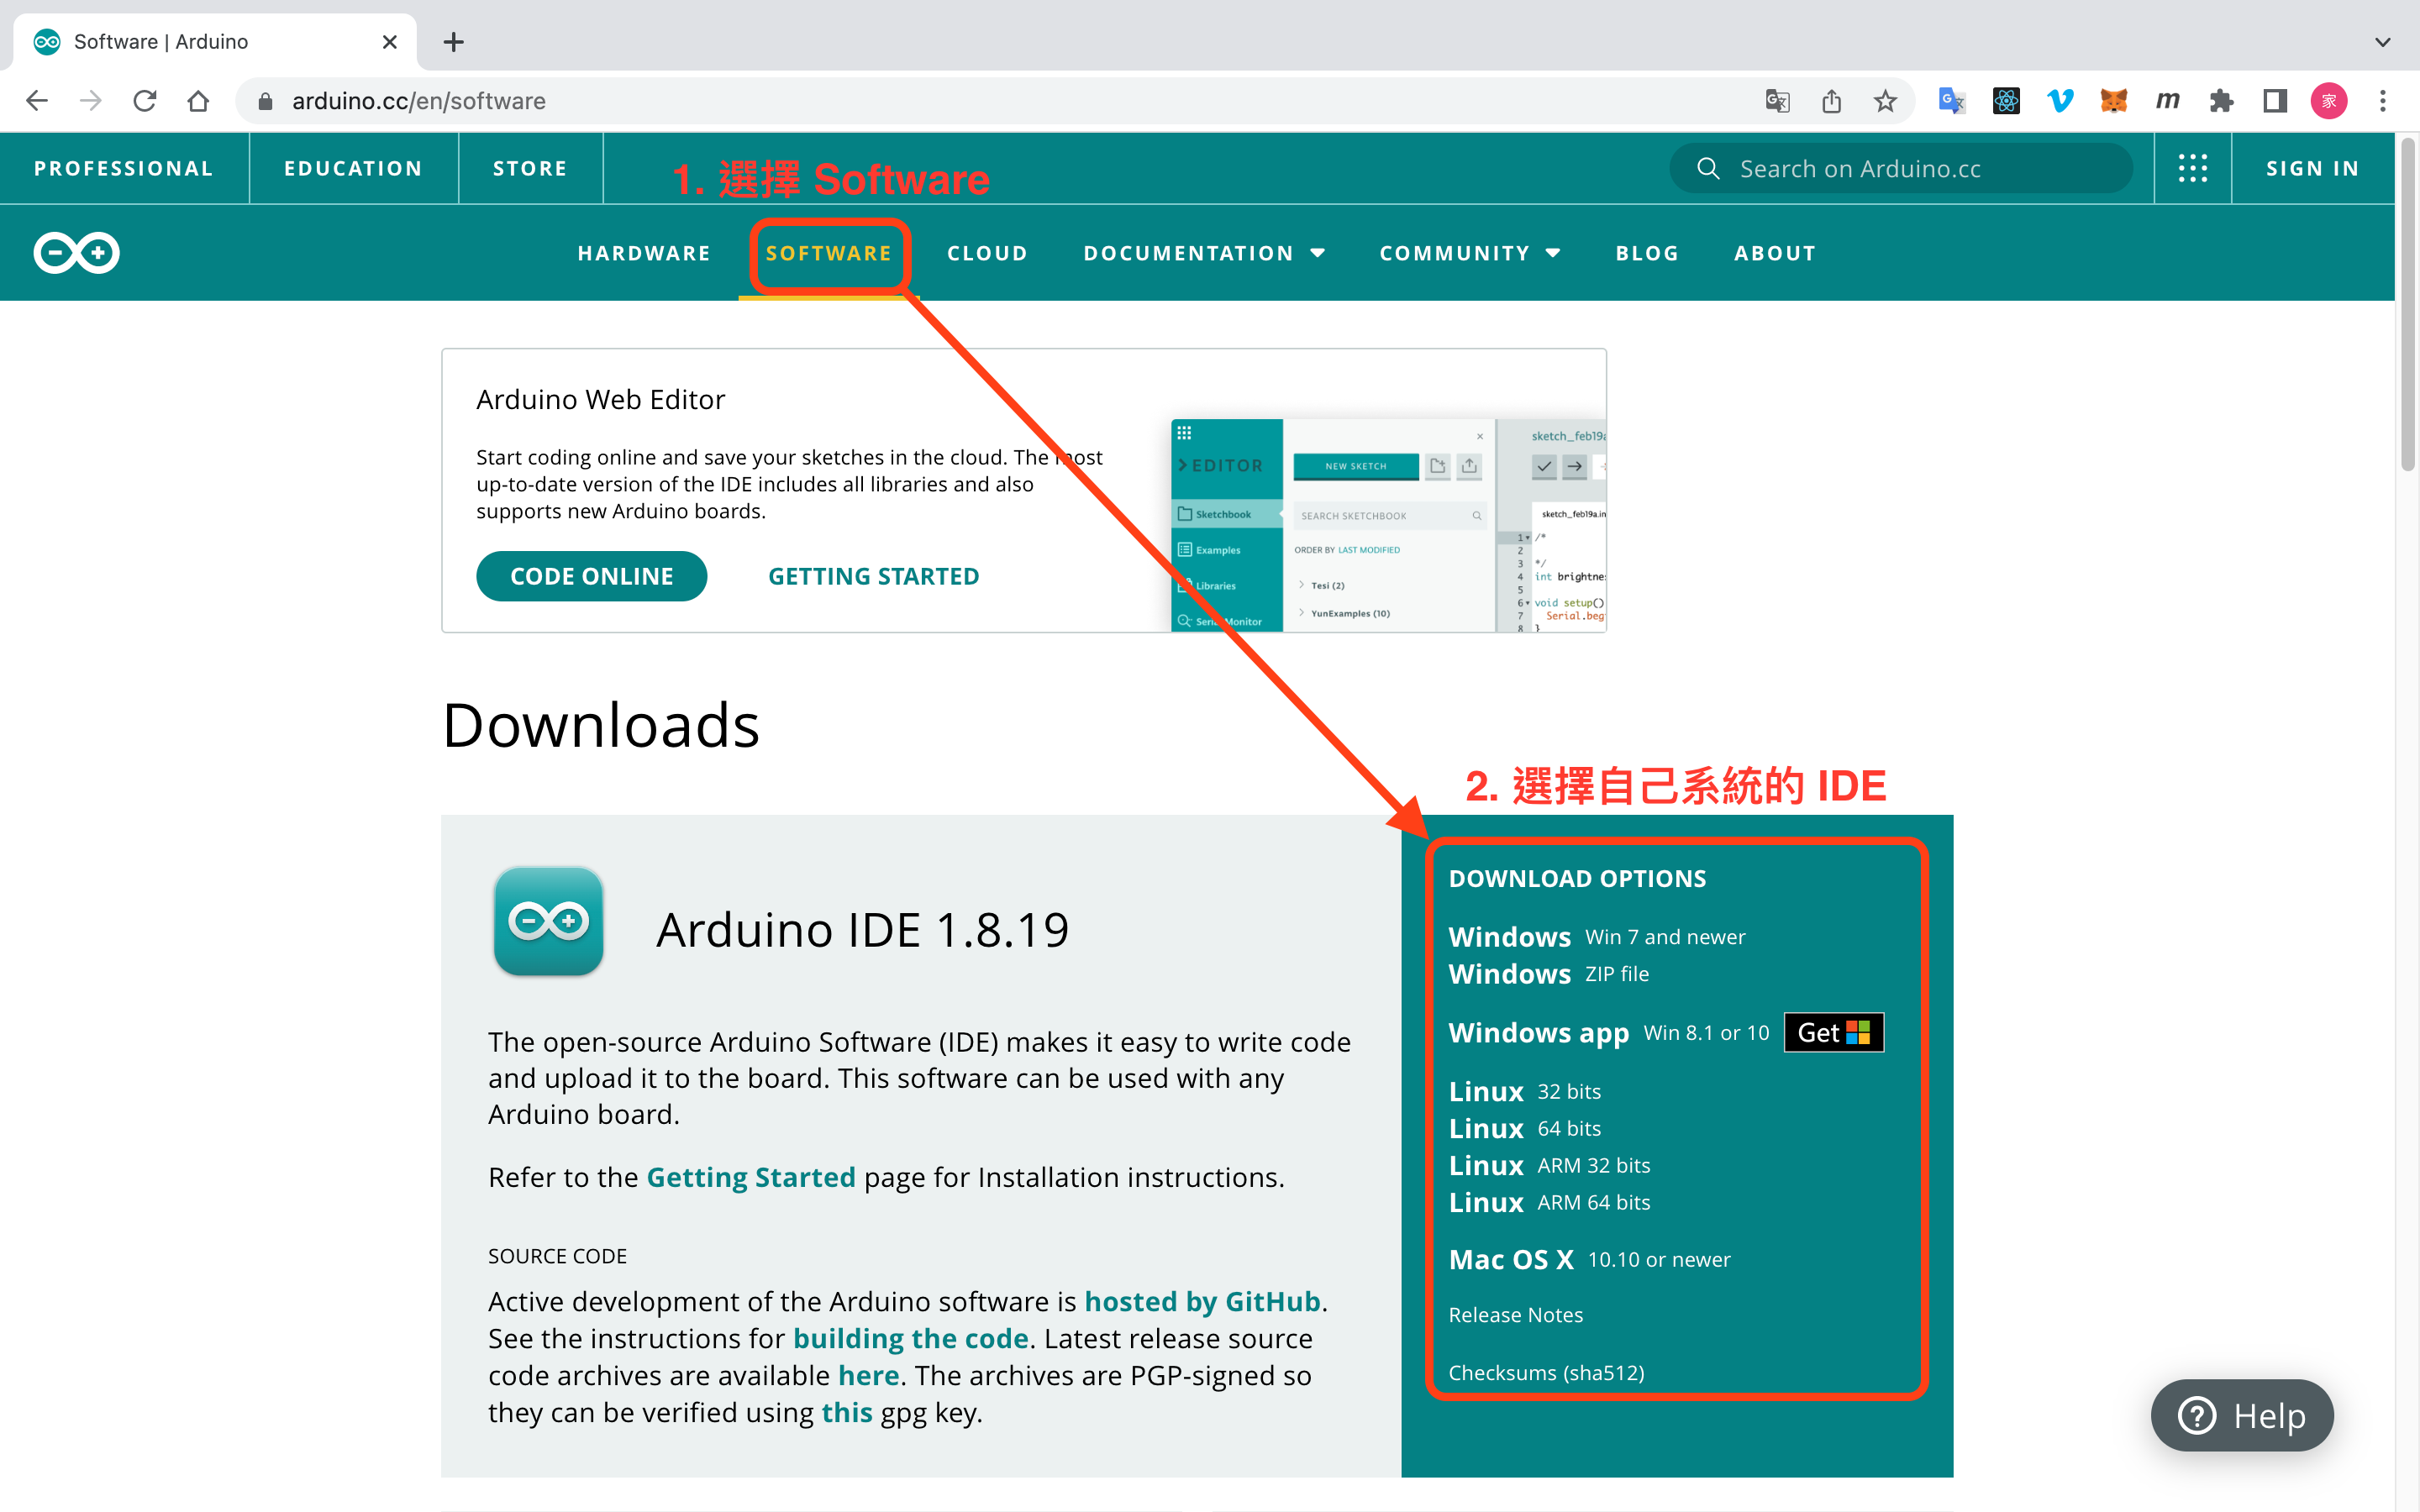 Software | Arduino
arduino.cc/en/software
家
PROFESSIONAL
EDUCATION
STORE
Search on Arduino.cc
SIGN IN
1. 選擇 Software
HARDWARE
SOFTWARE
CLOUD
DOCUMENTATION
COMMUNITY
BLOG
ABOUT
Arduino Web Editor
Start coding online and save your sketches in the cloud. The most
up-to-date version of the IDE includes all libraries and also
supports new Arduino boards.
CODE ONLINE
GETTING STARTED
EDITOR
Sketchbook
Examples
Libraries
Serial Monitor
NEW SKETCH
SEARCH SKETCHBOOK
ORDER BY LAST MODIFIED
Tesi (2)
YunExamples (10)
sketch_feb19a
sketch_feb19a.in
1 /*
2
3 */
4 int brightne
5
6 void setup()
7 Serial.beg
8 }
Downloads
2. 選擇自己系統的 IDE
Arduino IDE 1.8.19
The open-source Arduino Software (IDE) makes it easy to write code
and upload it to the board. This software can be used with any
Arduino board.
Refer to the Getting Started page for Installation instructions.
SOURCE CODE
Active development of the Arduino software is hosted by GitHub.
See the instructions for building the code. Latest release source
code archives are available here. The archives are PGP-signed so
they can be verified using this gpg key.
DOWNLOAD OPTIONS
Windows Win 7 and newer
Windows ZIP file
Windows app Win 8.1 or 10 Get
Linux 32 bits
Linux 64 bits
Linux ARM 32 bits
Linux ARM 64 bits
Mac OS X 10.10 or newer
Release Notes
Checksums (sha512)
Help